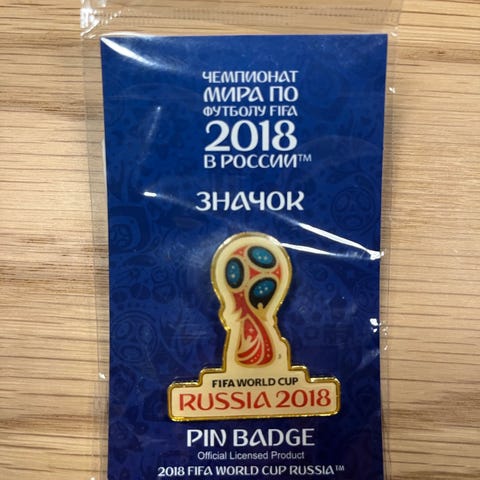 ЧЕМПИОНАТ
МИРА ПО
ФУТБОЛУ FIFA
2018
В РОССИИ™
ЗНАЧОК
FIFA WORLD CUP
RUSSIA 2018
PIN BADGE
Official Licensed Product
2018 FIFA WORLD CUP RUSSIA™